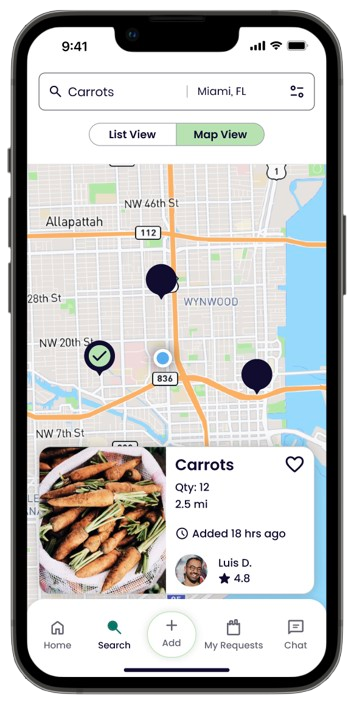 9:41
Carrots
Miami, FL
List View
Map View
1
NW 46th St
Allapattah
112
28th St
WYNWOOD
NW 20th St
836
NW 7th St
Carrots
Qty: 12
2.5 mi
Added 18 hrs ago
Luis D.
4.8
Home
Search
Add
My Requests
Chat